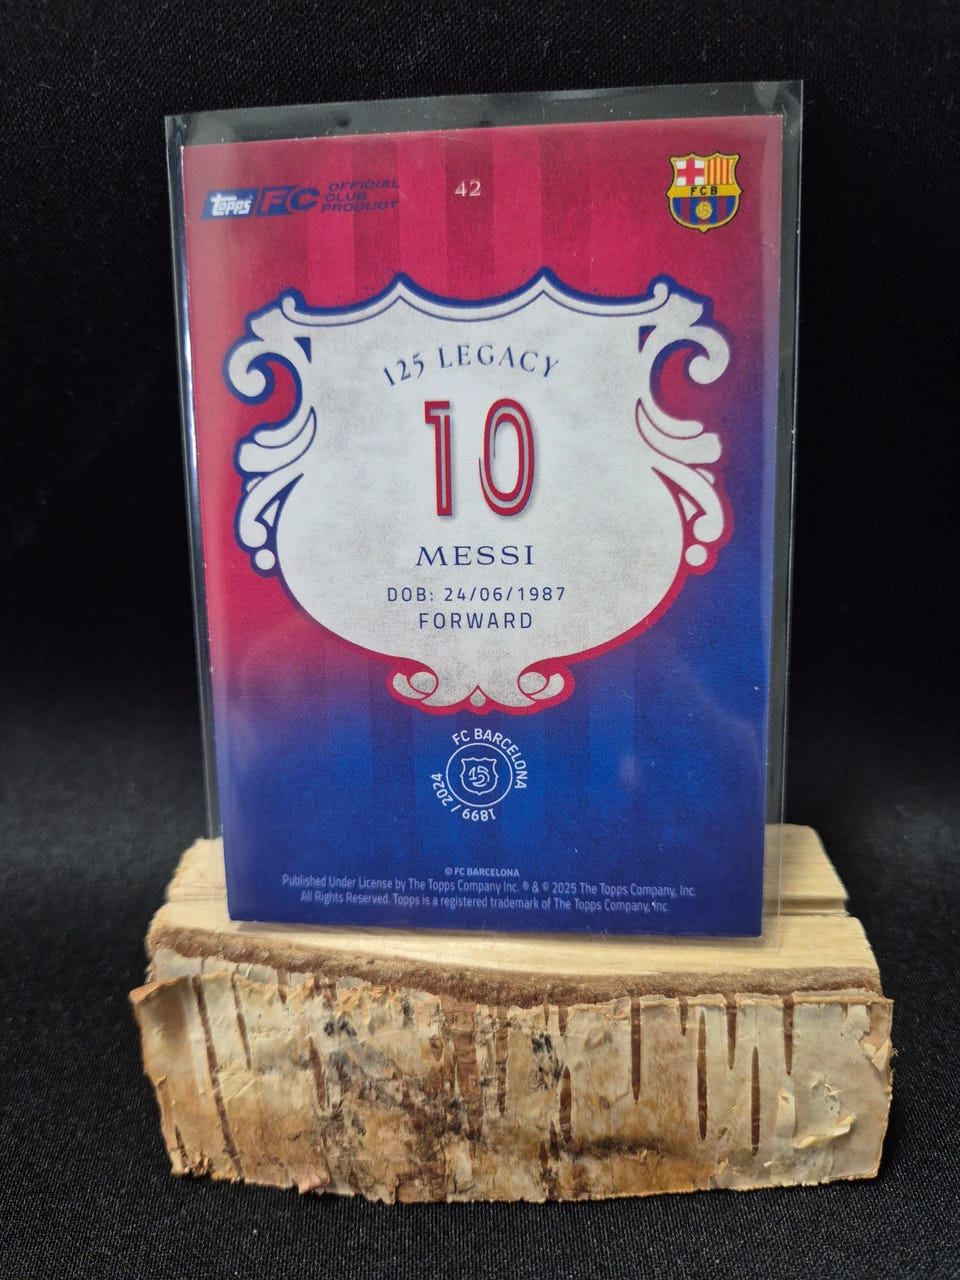 topps FC OFFICIAL
CLUB
PRODUCT
42
FCB
125 LEGACY
10
MESSI
DOB: 24/06/1987
FORWARD
FC BARCELONA
1899 / 2024
© FC BARCELONA
Published Under License by The Topps Company Inc. ® & © 2025 The Topps Company, Inc.
All Rights Reserved. Topps is a registered trademark of The Topps Company, Inc.